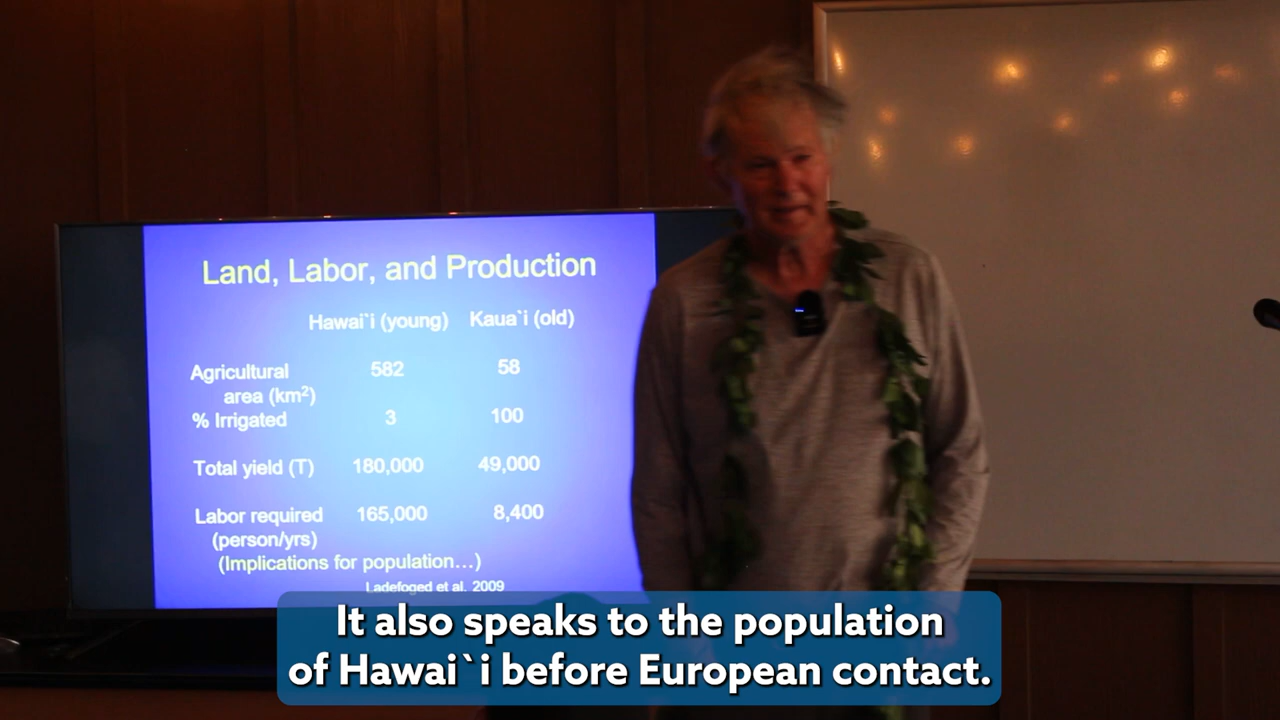 Land, Labor, and Production
Hawai`i (young) Kaua`i (old)
Agricultural 582 58
area (km²)
% Irrigated 3 100
Total yield (T) 180,000 49,000
Labor required 165,000 8,400
(person/yrs)
(Implications for population…)
Ladefoged et al. 2009
It also speaks to the population
of Hawai`i before European contact.